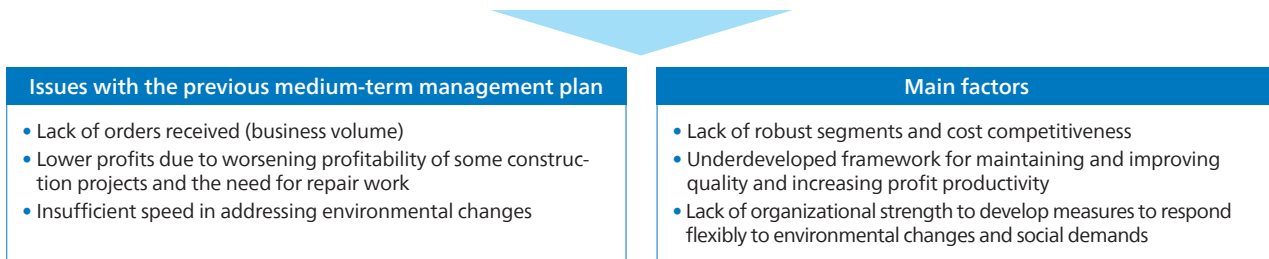 Issues with the previous medium-term management plan
• Lack of orders received (business volume)
• Lower profits due to worsening profitability of some construc-
tion projects and the need for repair work
• Insufficient speed in addressing environmental changes
Main factors
• Lack of robust segments and cost competitiveness
• Underdeveloped framework for maintaining and improving
quality and increasing profit productivity
• Lack of organizational strength to develop measures to respond
flexibly to environmental changes and social demands